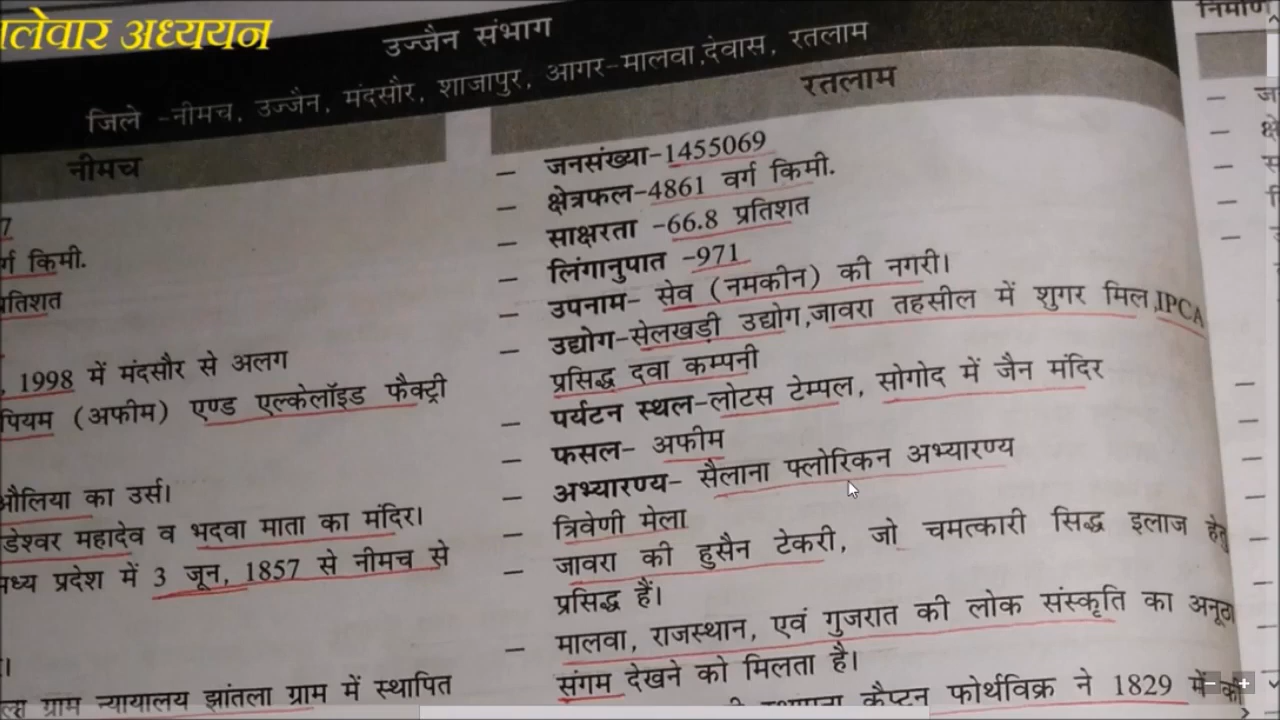 लेवार अध्ययन
उज्जैन संभाग
जिले -नीमच, उज्जैन, मंदसौर, शाजापुर, आगर-मालवा,देवास, रतलाम
नीमच
7
र्ग किमी.
प्रतिशत
, 1998 में मंदसौर से अलग
पियम (अफीम) एण्ड एल्केलॉइड फैक्ट्री
औलिया का उर्स।
डेश्वर महादेव व भदवा माता का मंदिर।
मध्य प्रदेश में 3 जून, 1857 से नीमच से
ग्राम न्यायालय झांतला ग्राम में स्थापित
रतलाम
– जनसंख्या-1455069
– क्षेत्रफल-4861 वर्ग किमी.
– साक्षरता -66.8 प्रतिशत
– लिंगानुपात -971
– उपनाम- सेव (नमकीन) की नगरी।
– उद्योग-सेलखड़ी उद्योग,जावरा तहसील में शुगर मिल,IPCA
प्रसिद्ध दवा कम्पनी
– पर्यटन स्थल-लोटस टेम्पल, सोगोद में जैन मंदिर
– फसल- अफीम
– अभ्यारण्य- सैलाना फ्लोरिकन अभ्यारण्य
– त्रिवेणी मेला
– जावरा की हुसैन टेकरी, जो चमत्कारी सिद्ध इलाज हेतु
प्रसिद्ध हैं।
– मालवा, राजस्थान, एवं गुजरात की लोक संस्कृति का अनूठा
संगम देखने को मिलता है।
कैप्टन फोर्थविक्र ने 1829 में की
निर्माण